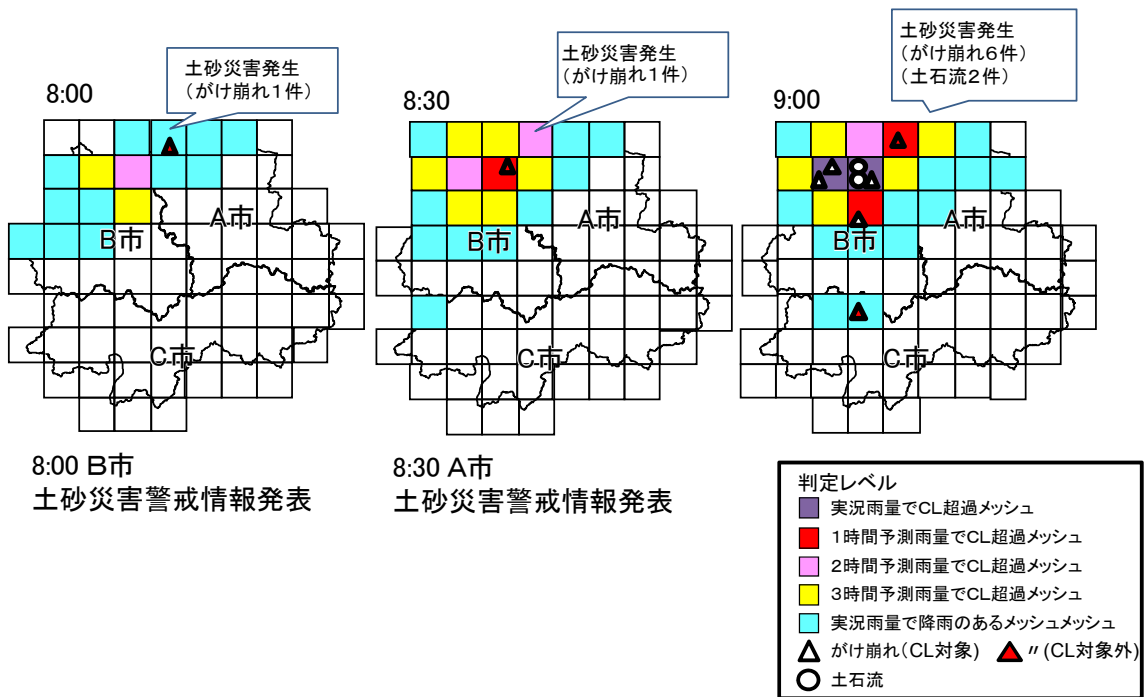 8:00
土砂災害発生
（がけ崩れ１件）
A市
B市
C市
8:00 B市
土砂災害警戒情報発表
8:30
土砂災害発生
（がけ崩れ１件）
A市
B市
C市
8:30 A市
土砂災害警戒情報発表
9:00
土砂災害発生
（がけ崩れ６件）
（土石流２件）
A市
B市
C市
判定レベル
実況雨量でCL超過メッシュ
１時間予測雨量でCL超過メッシュ
２時間予測雨量でCL超過メッシュ
３時間予測雨量でCL超過メッシュ
実況雨量で降雨のあるメッシュメッシュ
がけ崩れ（CL対象） 〃（CL対象外）
土石流